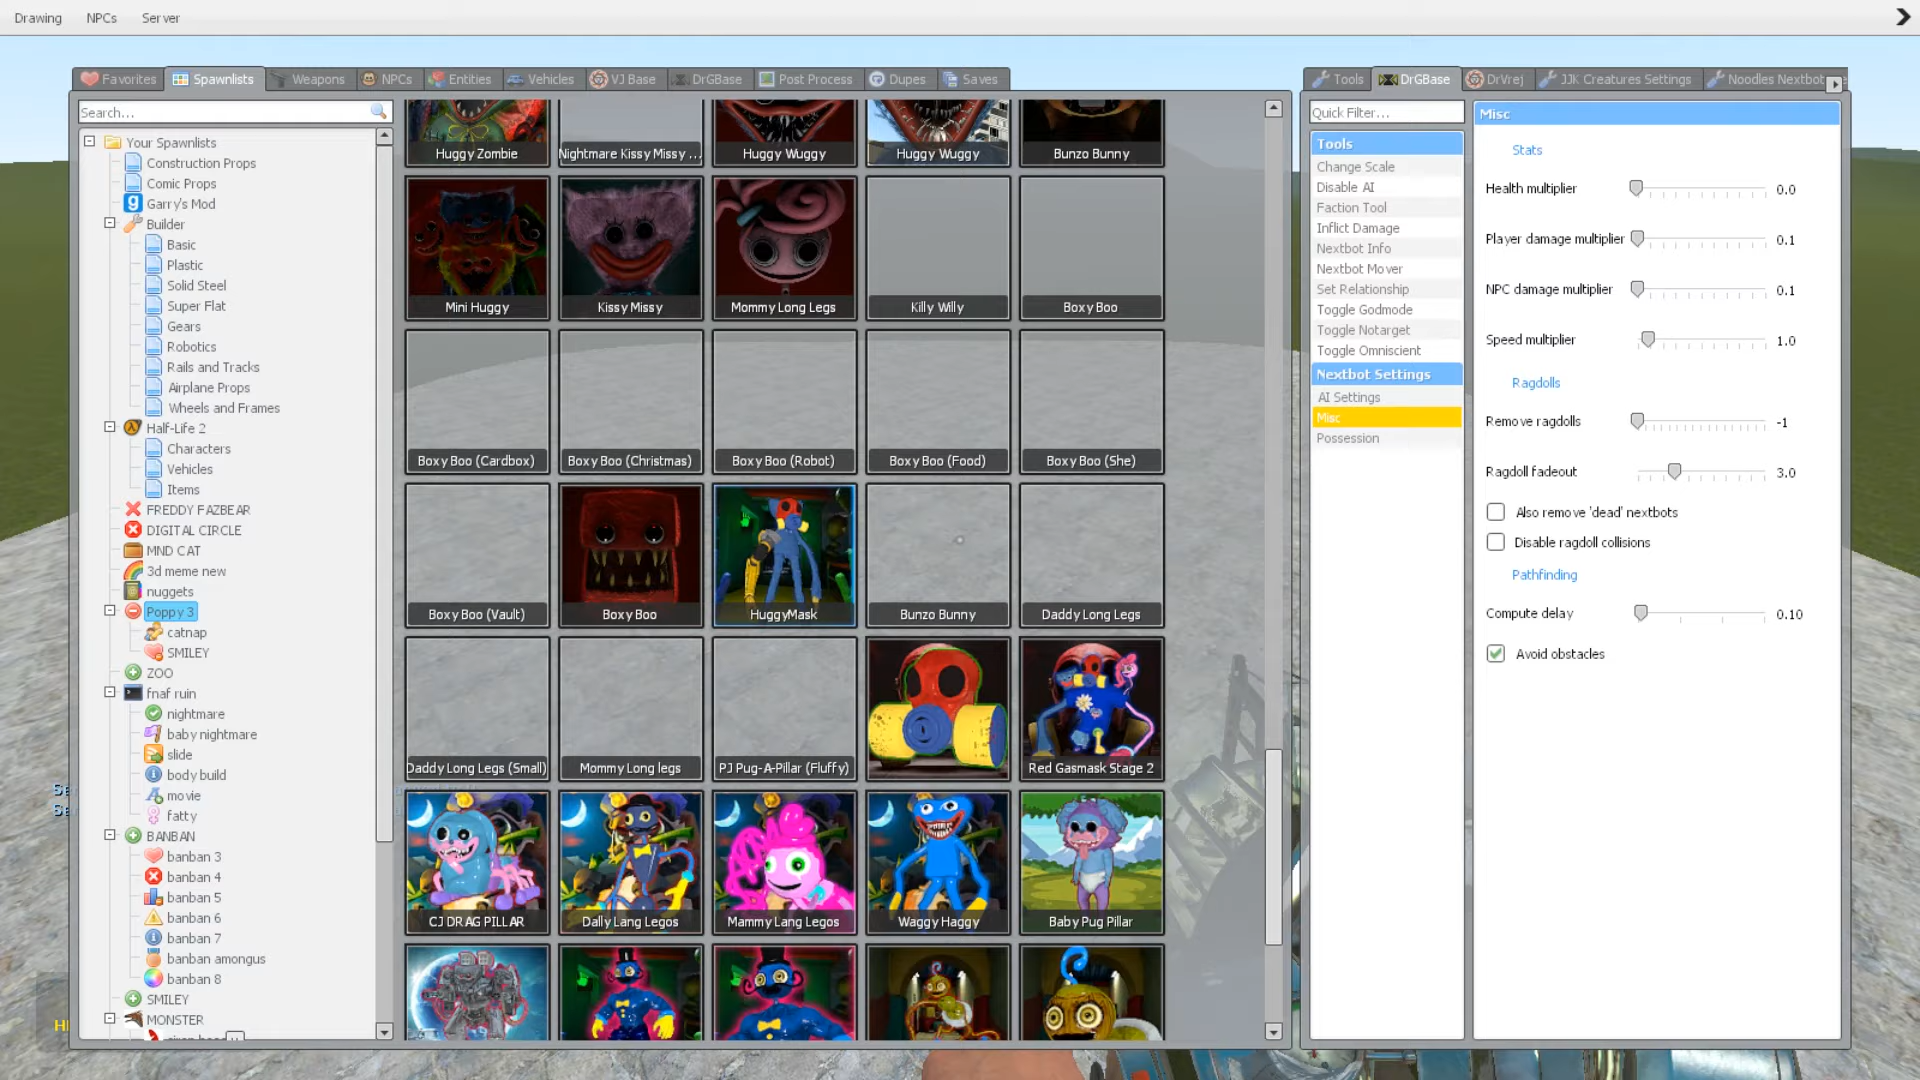 Drawing NPCs Server
Favorites Spawnlists Weapons NPCs Entities Vehicles VJ Base DrGBase Post Process Dupes Saves
Search...
Your Spawnlists
Construction Props
Comic Props
Garry's Mod
Builder
Basic
Plastic
Solid Steel
Super Flat
Gears
Robotics
Rails and Tracks
Airplane Props
Wheels and Frames
Half-Life 2
Characters
Vehicles
Items
FREDDY FAZBEAR
DIGITAL CIRCLE
MND CAT
3d meme new
nuggets
Poppy 3
catnap
SMILEY
ZOO
fnaf ruin
nightmare
baby nightmare
slide
body build
movie
fatty
BANBAN
banban 3
banban 4
banban 5
banban 6
banban 7
banban amongus
banban 8
SMILEY
MONSTER
Huggy Zombie Nightmare Kissy Missy ... Huggy Wuggy Huggy Wuggy Bunzo Bunny
Mini Huggy Kissy Missy Mommy Long Legs Killy Willy Boxy Boo
Boxy Boo (Cardbox) Boxy Boo (Christmas) Boxy Boo (Robot) Boxy Boo (Food) Boxy Boo (She)
Boxy Boo (Vault) Boxy Boo HuggyMask Bunzo Bunny Daddy Long Legs
Daddy Long Legs (Small) Mommy Long legs PJ Pug-A-Pillar (Fluffy) Red Gasmask Stage 2
CJ DRAG PILLAR Dally Lang Legos Mammy Lang Legos Waggy Haggy Baby Pug Pillar
Tools DrGBase DrVrej JJK Creatures Settings Noodles Nextbot
Quick Filter...
Tools
Change Scale
Disable AI
Faction Tool
Inflict Damage
Nextbot Info
Nextbot Mover
Set Relationship
Toggle Godmode
Toggle Notarget
Toggle Omniscient
Nextbot Settings
AI Settings
Misc
Possession
Misc
Stats
Health multiplier 0.0
Player damage multiplier 0.1
NPC damage multiplier 0.1
Speed multiplier 1.0
Ragdolls
Remove ragdolls -1
Ragdoll fadeout 3.0
Also remove 'dead' nextbots
Disable ragdoll collisions
Pathfinding
Compute delay 0.10
Avoid obstacles